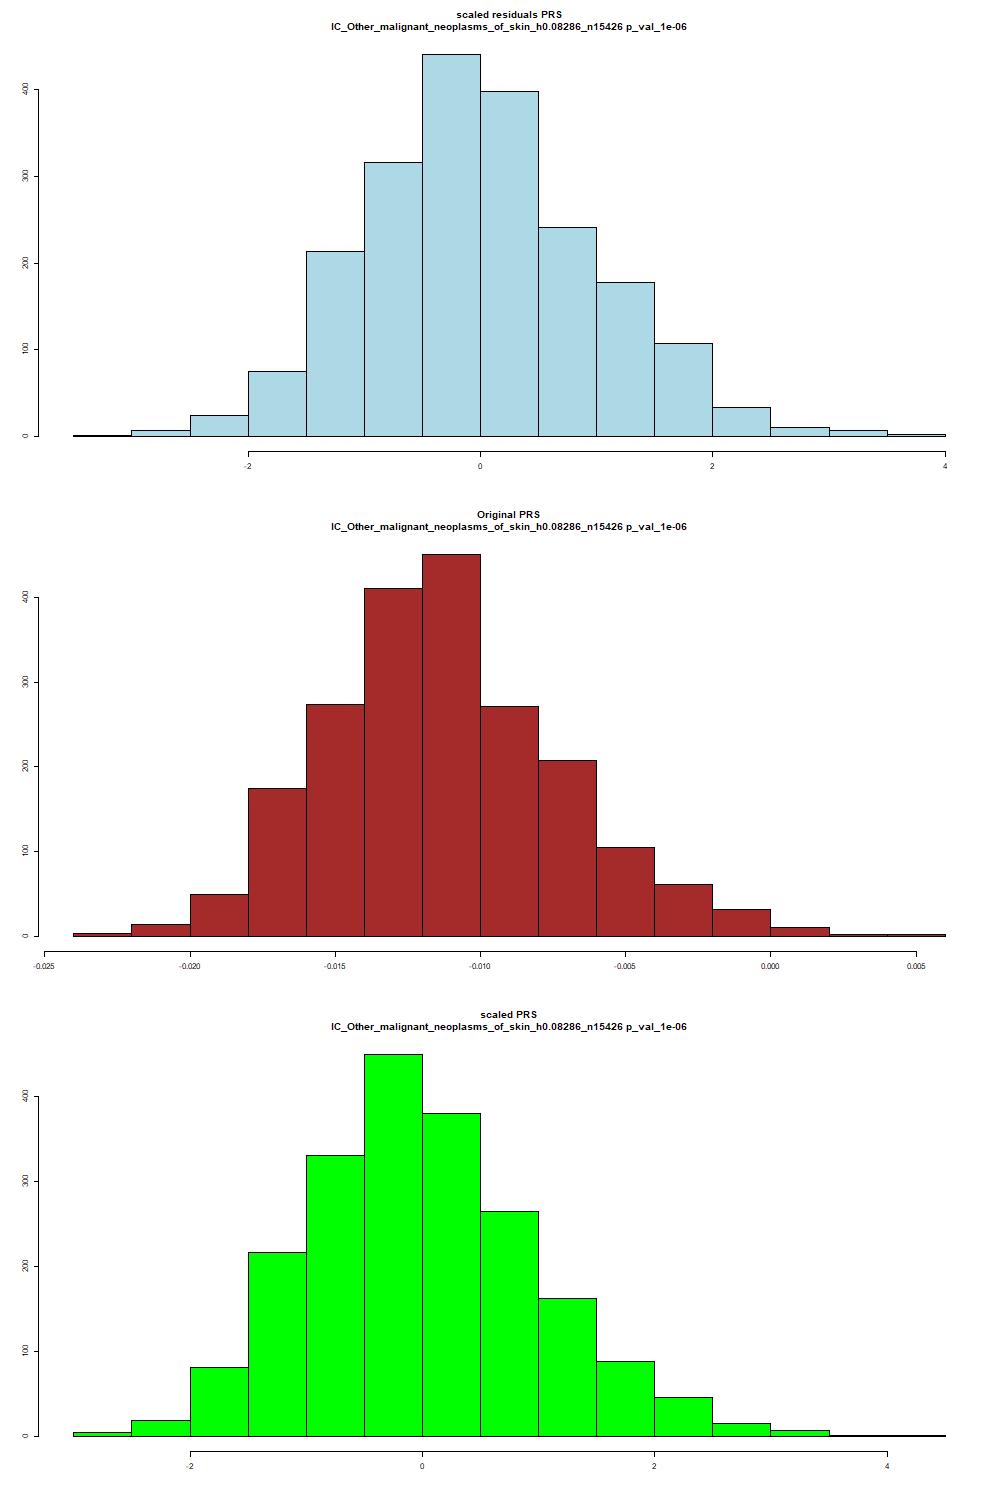 scaled residuals PRS
IC_Other_malignant_neoplasms_of_skin_h0.08286_n15426 p_val_1e-06
400
300
200
100
0
-2 0 2 4
Original PRS
IC_Other_malignant_neoplasms_of_skin_h0.08286_n15426 p_val_1e-06
400
300
200
100
0
-0.025 -0.020 -0.015 -0.010 -0.005 0.000 0.005
scaled PRS
IC_Other_malignant_neoplasms_of_skin_h0.08286_n15426 p_val_1e-06
400
300
200
100
0
-2 0 2 4